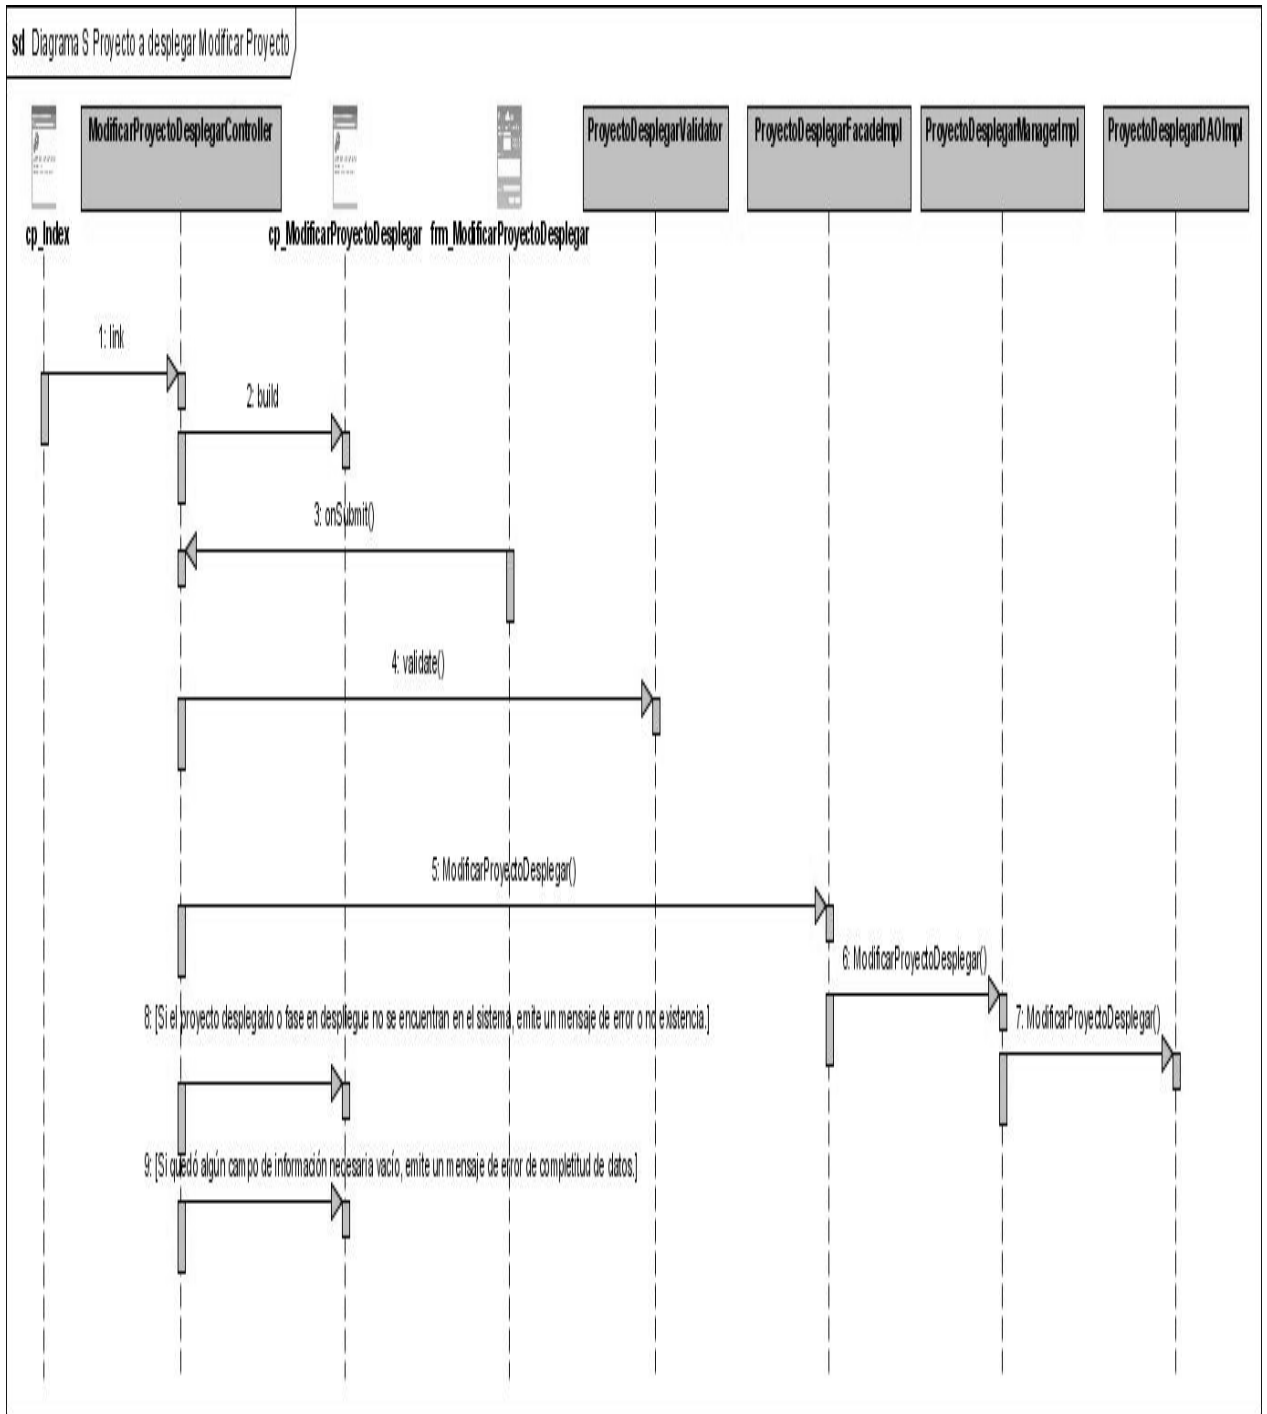 sd Diagrama S Proyecto a desplegar Modificar Proyecto
ModificarProyectoDesplegarController
ProyectoDesplegarValidator
ProyectoDesplegarFacadeImpl
ProyectoDesplegarManagerImpl
ProyectoDesplegarDAOImpl
cp_Index
cp_ModificarProyectoDesplegar
frm_ModificarProyectoDesplegar
1: link
2: build
3: onSubmit()
4: validate()
5: ModificarProyectoDesplegar()
6: ModificarProyectoDesplegar()
7: ModificarProyectoDesplegar()
8: [Si el proyecto desplegado o fase en despliegue no se encuentran en el sistema, emite un mensaje de error o no existencia.]
9: [Si quedó algún campo de información necesaria vacío, emite un mensaje de error de completitud de datos.]